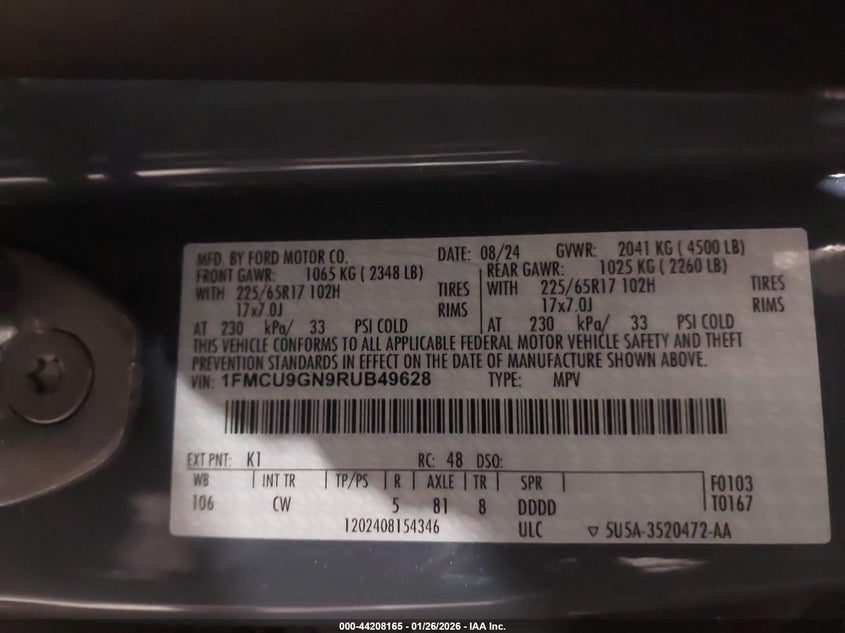 MFD. BY FORD MOTOR CO. DATE: 08/24 GVWR: 2041 KG ( 4500 LB)
FRONT GAWR: 1065 KG ( 2348 LB) REAR GAWR: 1025 KG ( 2260 LB)
WITH 225/65R17 102H TIRES WITH 225/65R17 102H TIRES
17x7.0J RIMS 17x7.0J RIMS
AT 230 kPa/ 33 PSI COLD AT 230 kPa/ 33 PSI COLD
THIS VEHICLE CONFORMS TO ALL APPLICABLE FEDERAL MOTOR VEHICLE SAFETY AND THEFT
PREVENTION STANDARDS IN EFFECT ON THE DATE OF MANUFACTURE SHOWN ABOVE.
VIN: 1FMCU9GN9RUB49628 TYPE: MPV
EXT PNT: K1 RC: 48 DSO:
WB INT TR TP/PS R AXLE TR SPR F0103
106 CW 5 81 8 DDDD T0167
1202408154346 ULC ▽ 5U5A-3520472-AA
000-44208165 - 01/26/2026 - IAA Inc.